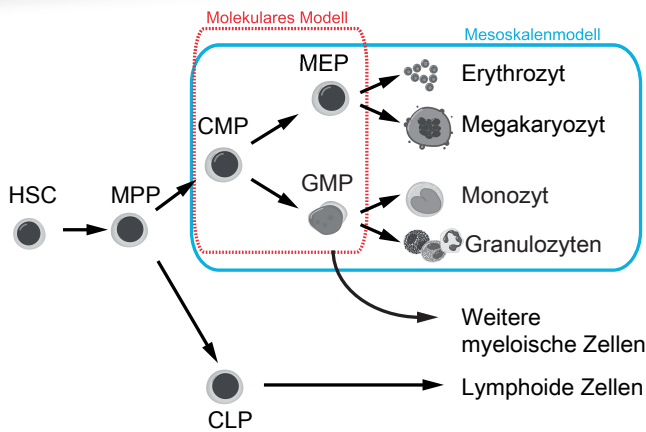 Molekulares Modell
Mesoskalenmodell
MEP
Erythrozyt
CMP
Megakaryozyt
HSC
MPP
GMP
Monozyt
Granulozyten
Weitere
myeloische Zellen
Lymphoide Zellen
CLP